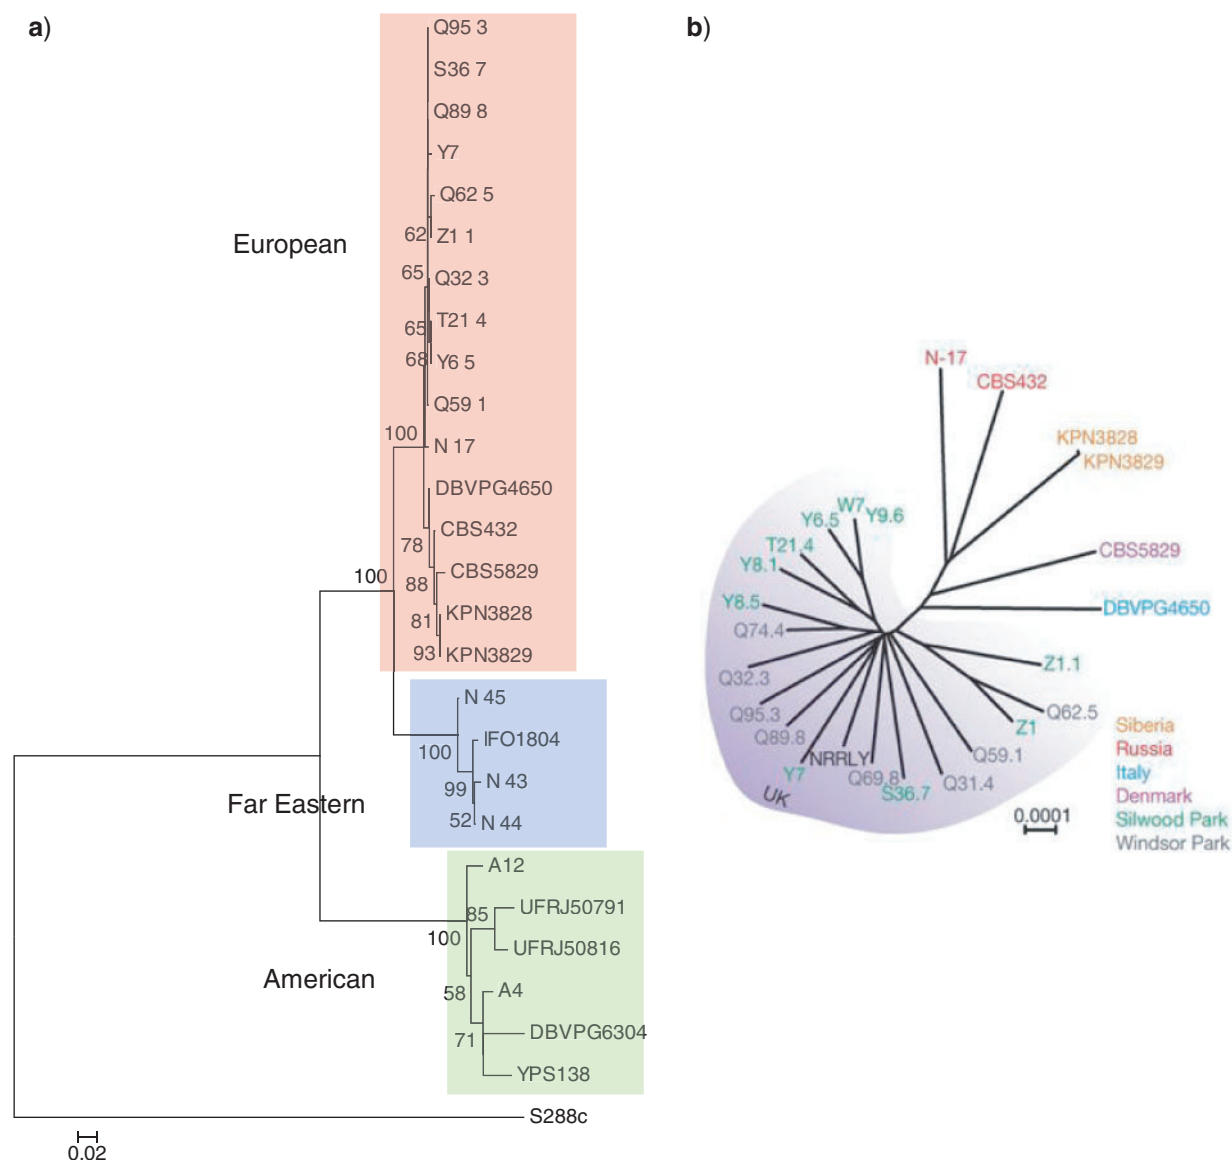 a)
Q95 3
S36 7
Q89 8
Y7
Q62 5
European
62
Z1 1
65
Q32 3
65
T21 4
68
Y6 5
Q59 1
100
N 17
DBVPG4650
78
CBS432
100
88
CBS5829
81
KPN3828
93
KPN3829
N 45
100
IFO1804
99
N 43
Far Eastern
52
N 44
A12
85
UFRJ50791
100
UFRJ50816
American
58
A4
71
DBVPG6304
YPS138
S288c
0.02
b)
N-17
CBS432
KPN3828
KPN3829
W7
Y9.6
Y6.5
T21.4
Y8.1
CBS5829
Y8.5
DBVPG4650
Q74.4
Z1.1
Q32.3
Q95.3
Q62.5
Z1
Q89.8
Q59.1
NRRLY
Y7
Q69.8
S36.7
Q31.4
UK
0.0001
Siberia
Russia
Italy
Denmark
Silwood Park
Windsor Park